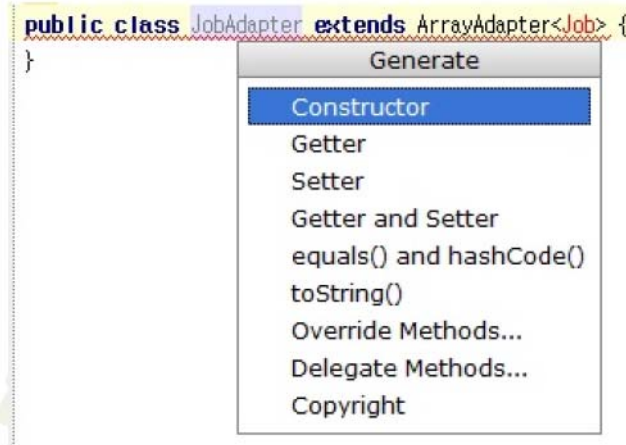 public class JobAdapter extends ArrayAdapter<Job> {
}
Generate
Constructor
Getter
Setter
Getter and Setter
equals() and hashCode()
toString()
Override Methods...
Delegate Methods...
Copyright